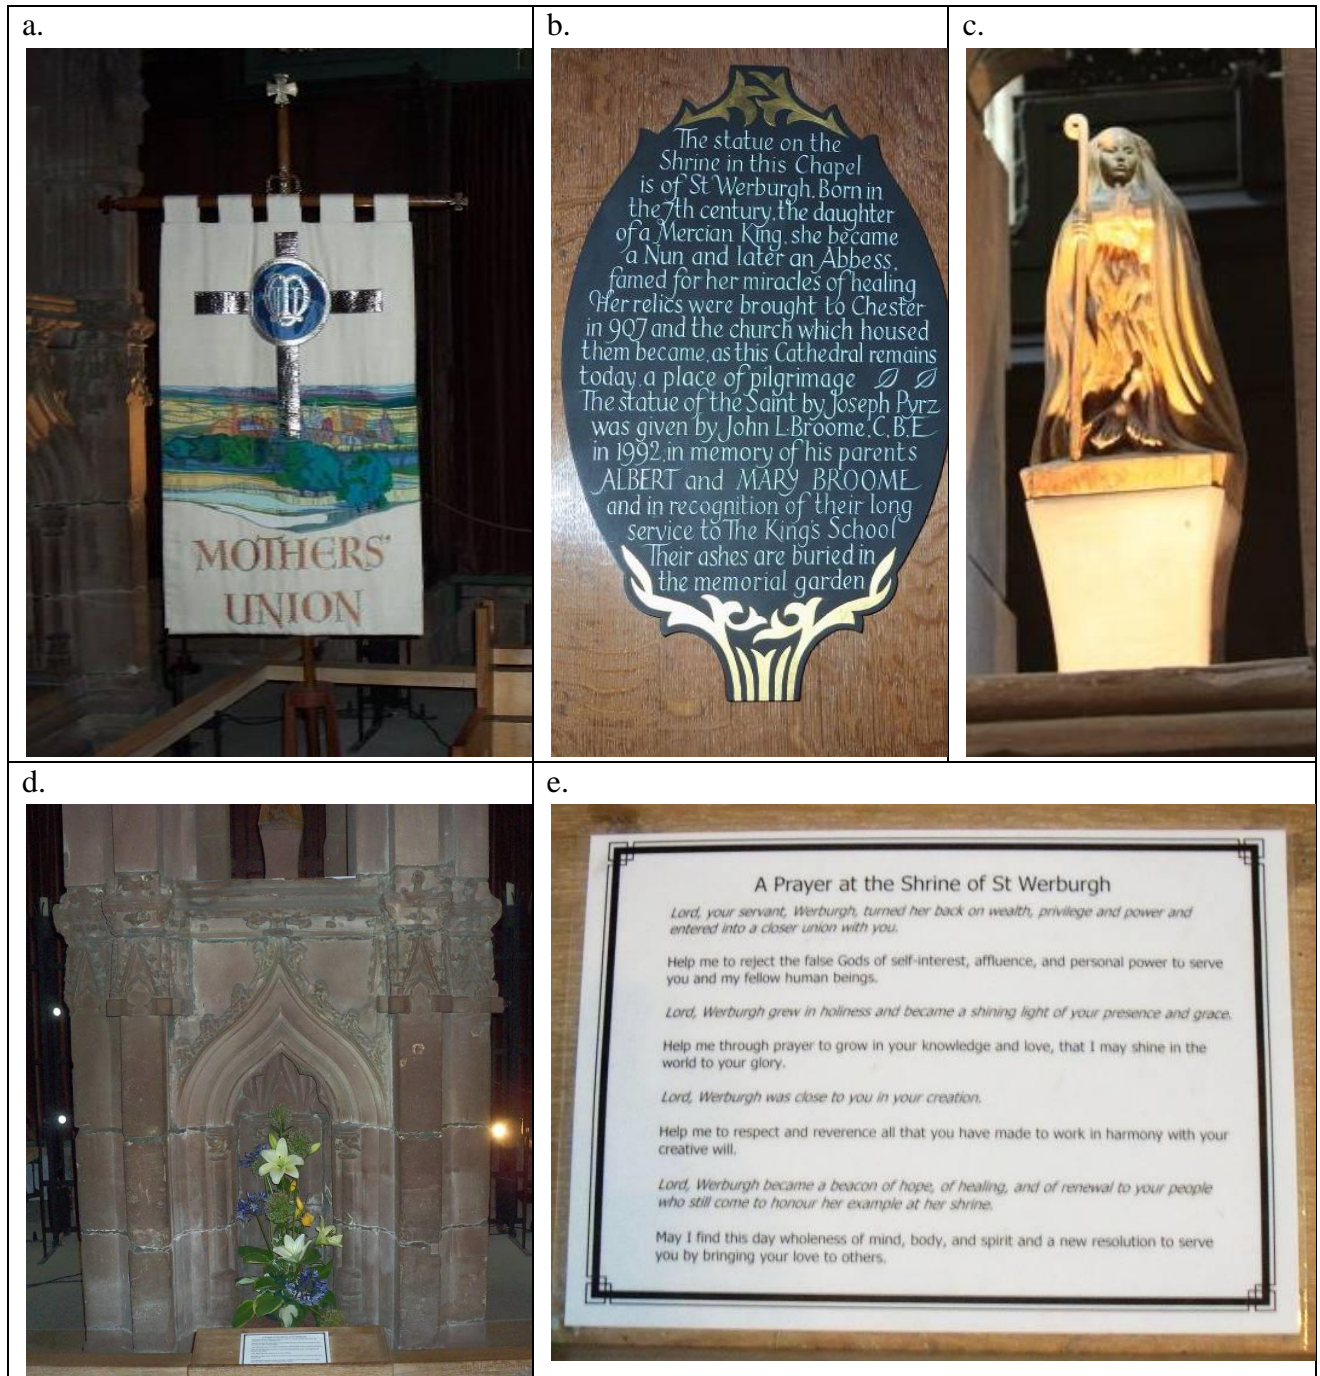 a.
b.
c.
MOTHERS'
UNION
The statue on the
Shrine in this Chapel
is of St Werburgh. Born in
the 7th century, the daughter
of a Mercian King, she became
a Nun and later an Abbess,
famed for her miracles of healing
Her relics were brought to Chester
in 907 and the church which housed
them became, as this Cathedral remains
today, a place of pilgrimage
The statue of the Saint by Joseph Pyrz
was given by John L. Broome, C.B.E
in 1992, in memory of his parents
ALBERT and MARY BROOME
and in recognition of their long
service to The King's School
Their ashes are buried in
the memorial garden
d.
e.
A Prayer at the Shrine of St Werburgh
Lord, your servant, Werburgh, turned her back on wealth, privilege and power and
entered into a closer union with you.
Help me to reject the false Gods of self-interest, affluence, and personal power to serve
you and my fellow human beings.
Lord, Werburgh grew in holiness and became a shining light of your presence and grace.
Help me through prayer to grow in your knowledge and love, that I may shine in the
world to your glory.
Lord, Werburgh was close to you in your creation.
Help me to respect and reverence all that you have made to work in harmony with your
creative will.
Lord, Werburgh became a beacon of hope, of healing, and of renewal to your people
who still come to honour her example at her shrine.
May I find this day wholeness of mind, body, and spirit and a new resolution to serve
you by bringing your love to others.